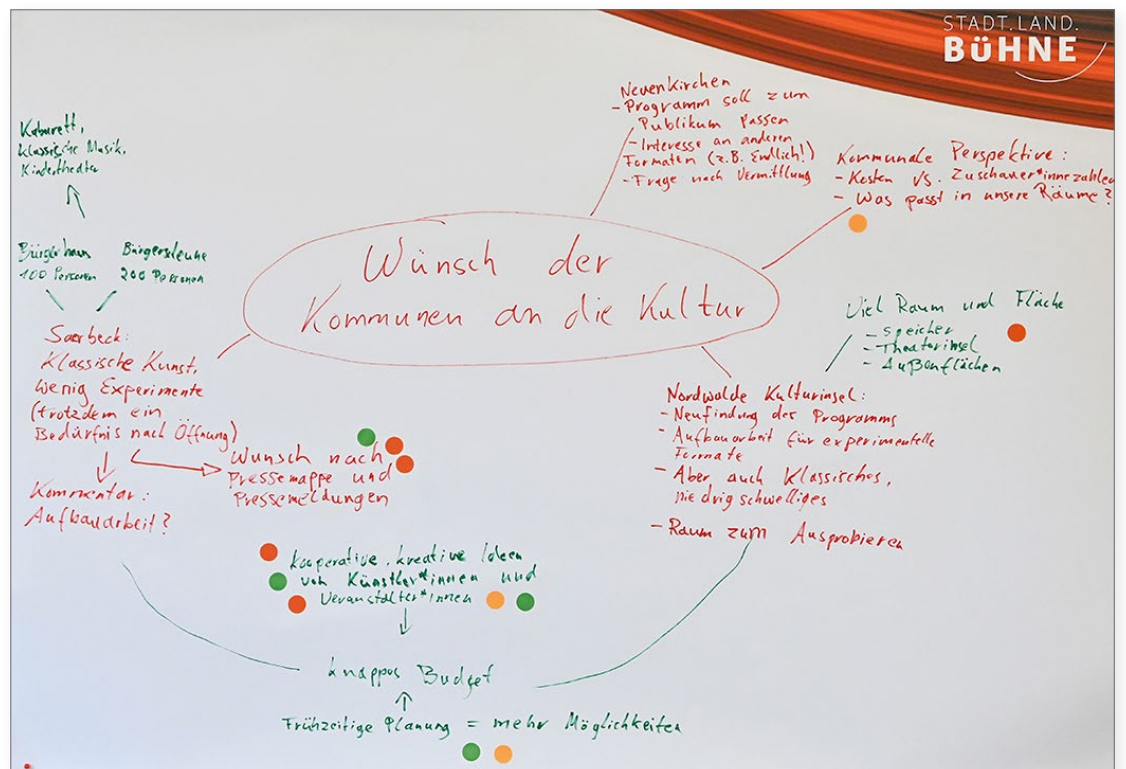 STADT.LAND.
BÜHNE
Neuenkirchen
- Programm soll zum
Publikum passen
- Interesse an anderen
Formaten (z.B. Endlich!)
- Frage nach Vermittlung
Kommunale Perspektive:
- Kosten vs. Zuschauer*innezahlen
- Was passt in unsere Räume?
Kabarett,
klassische Musik,
Kindertheater
Bürgerhaus
100 Personen
Bürgerscheune
200 Personen
Wünsch der
Kommunen an die Kultur
Saerbeck:
Klassische Kunst,
wenig Experimente
(trotzdem ein
Bedürfnis nach Öffnung)
Kommentar:
Aufbauarbeit?
Wunsch nach
Pressemappe und
Pressemeldungen
Viel Raum und Fläche
- Speicher
- Theaterinsel
- Außenflächen
Nordwalde Kulturinsel:
- Neufindung des Programms
- Aufbauarbeit für experimentelle
Formate
- Aber auch Klassisches,
niedrigschwelliges
- Raum zum Ausprobieren
Kooperative, kreative Ideen
von Künstler*innen und
Veranstalter*innen
knappes Budget
Frühzeitige Planung = mehr Möglichkeiten